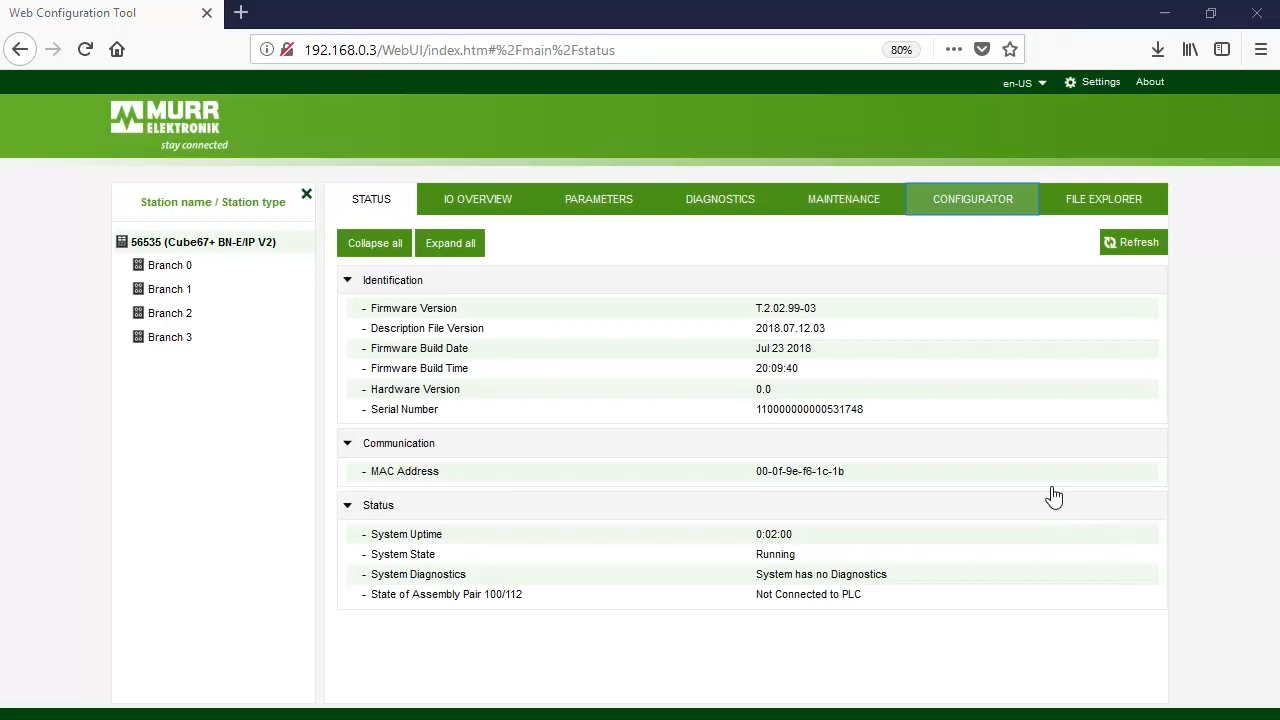 Web Configuration Tool
192.168.0.3/WebUI/index.htm#%2Fmain%2Fstatus
80%
en-US
Settings
About
MURR
ELEKTRONIK
stay connected
Station name / Station type
56535 (Cube67+ BN-E/IP V2)
Branch 0
Branch 1
Branch 2
Branch 3
STATUS
IO OVERVIEW
PARAMETERS
DIAGNOSTICS
MAINTENANCE
CONFIGURATOR
FILE EXPLORER
Collapse all
Expand all
Refresh
Identification
- Firmware Version T.2.02.99-03
- Description File Version 2018.07.12.03
- Firmware Build Date Jul 23 2018
- Firmware Build Time 20:09:40
- Hardware Version 0.0
- Serial Number 110000000000531748
Communication
- MAC Address 00-0f-9e-f6-1c-1b
Status
- System Uptime 0:02:00
- System State Running
- System Diagnostics System has no Diagnostics
- State of Assembly Pair 100/112 Not Connected to PLC